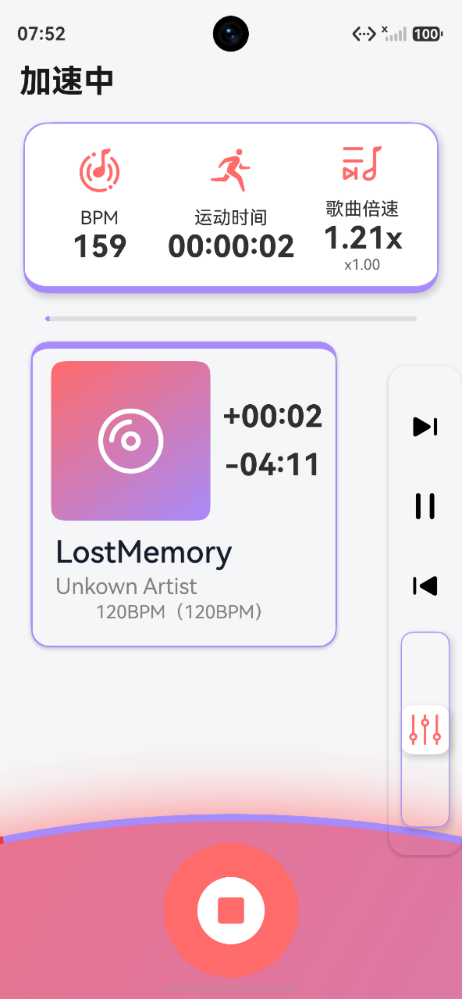 07:52
100
加速中
BPM
159
运动时间
00:00:02
歌曲倍速
1.21x
x1.00
+00:02
-04:11
LostMemory
Unkown Artist
120BPM（120BPM）